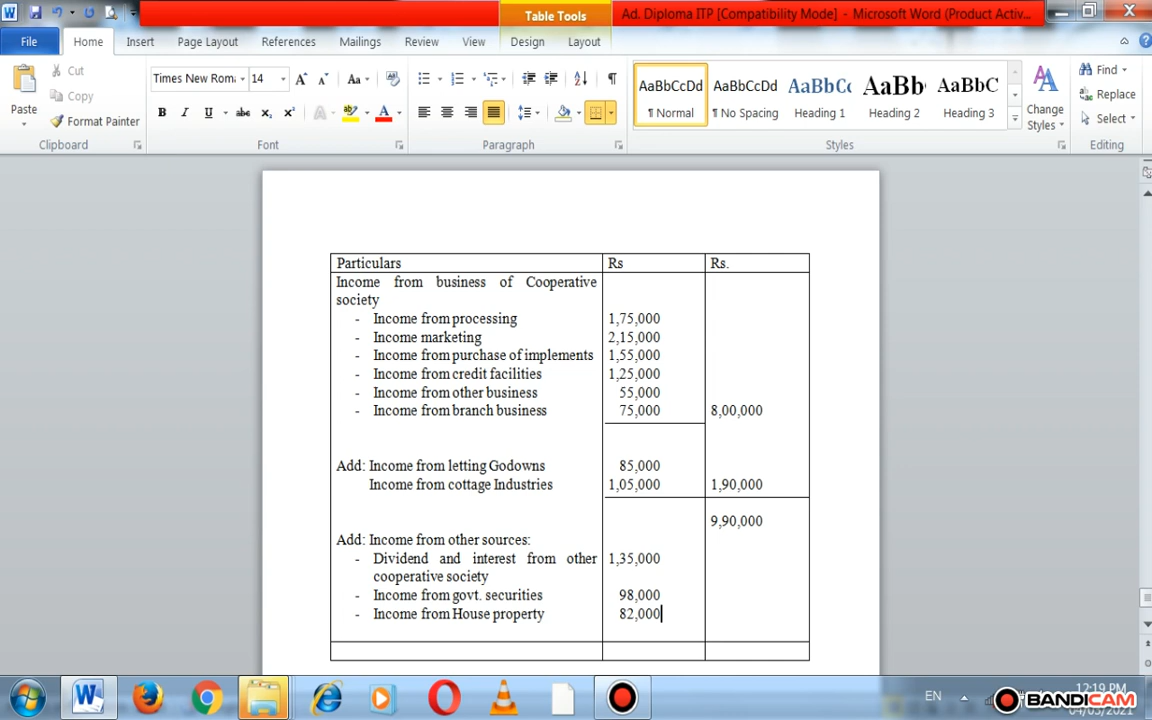 Table Tools
Ad. Diploma ITP [Compatibility Mode] - Microsoft Word (Product Activ...
File Home Insert Page Layout References Mailings Review View Design Layout
Paste
Cut
Copy
Format Painter
Clipboard
Times New Rom 14
Font
Paragraph
AaBbCcDd AaBbCcDd AaBbCc AaBb AaBbC
¶ Normal ¶ No Spacing Heading 1 Heading 2 Heading 3
Change Styles
Styles
Find
Replace
Select
Editing
Particulars Rs Rs.
Income from business of Cooperative
society
- Income from processing 1,75,000
- Income marketing 2,15,000
- Income from purchase of implements 1,55,000
- Income from credit facilities 1,25,000
- Income from other business 55,000
- Income from branch business 75,000 8,00,000
Add: Income from letting Godowns 85,000
Income from cottage Industries 1,05,000 1,90,000
9,90,000
Add: Income from other sources:
- Dividend and interest from other 1,35,000
cooperative society
- Income from govt. securities 98,000
- Income from House property 82,000
EN
12:19 PM
BANDICAM